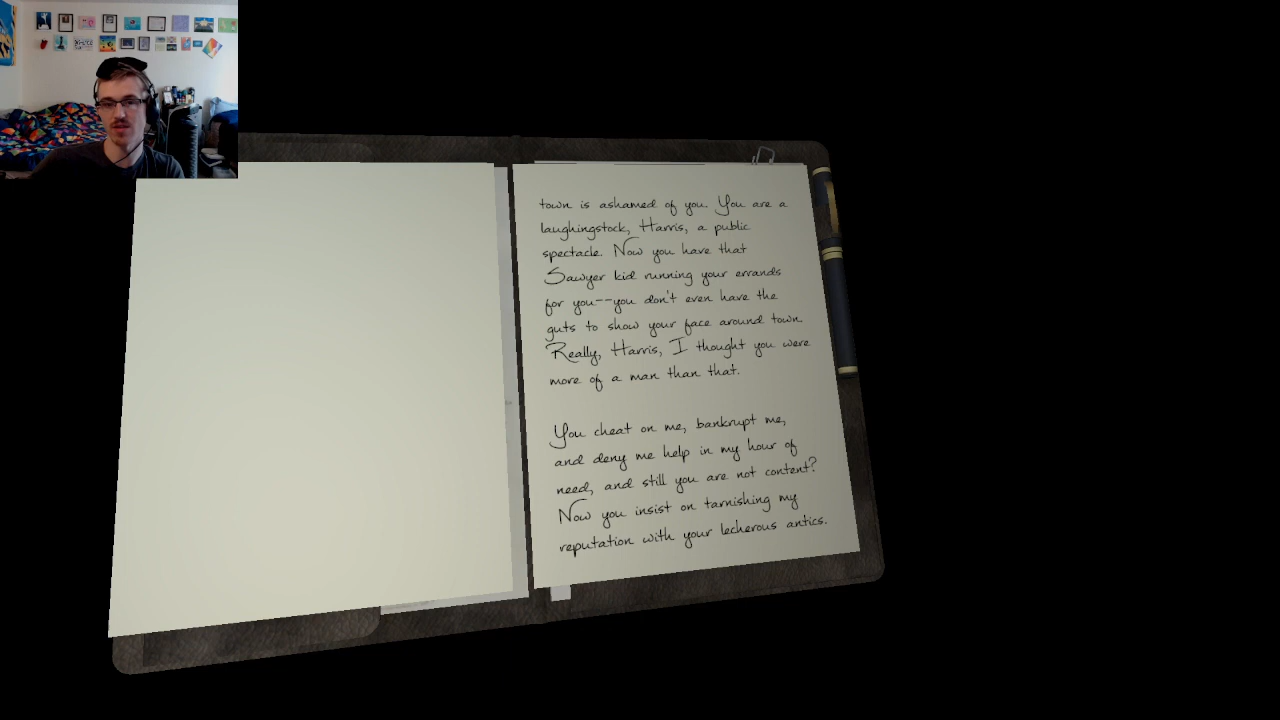 town is ashamed of you. You are a
laughingstock, Harris, a public
spectacle. Now you have that
Sawyer kid running your errands
for you--you don't even have the
guts to show your face around town.
Really, Harris, I thought you were
more of a man than that.
You cheat on me, bankrupt me,
and deny me help in my hour of
need, and still you are not content?
Now you insist on tarnishing my
reputation with your lecherous antics.